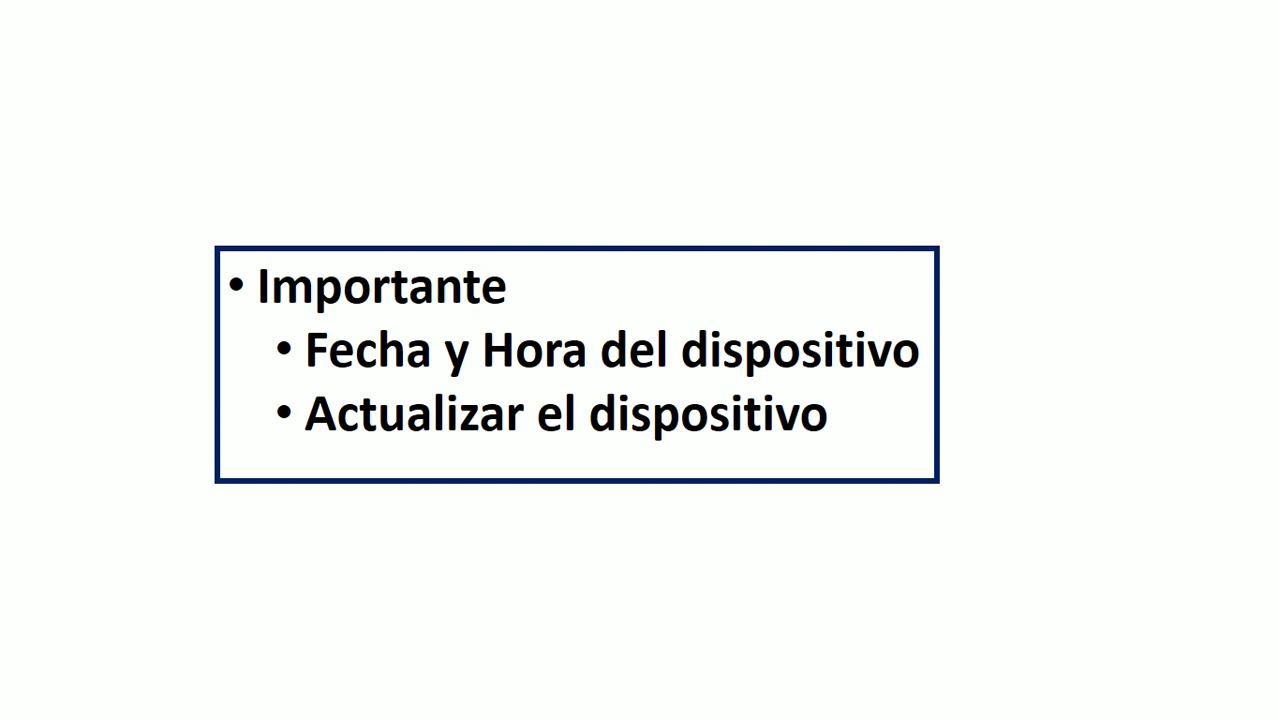 • Importante
• Fecha y Hora del dispositivo
• Actualizar el dispositivo